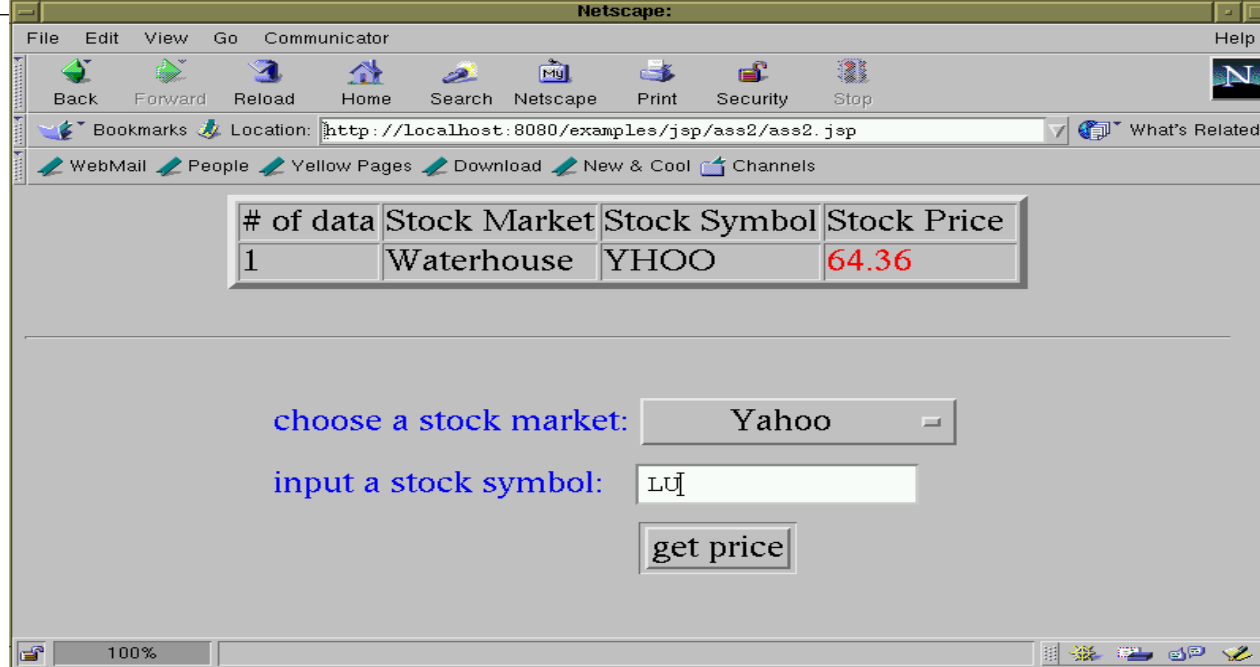 Netscape:
File Edit View Go Communicator Help
Back Forward Reload Home Search Netscape Print Security Stop
My
N
Bookmarks Location: http://localhost:8080/examples/jsp/ass2/ass2.jsp What's Related
WebMail People Yellow Pages Download New & Cool Channels
# of data Stock Market Stock Symbol Stock Price
1 Waterhouse YHOO 64.36
choose a stock market: Yahoo
input a stock symbol: LU
get price
100%